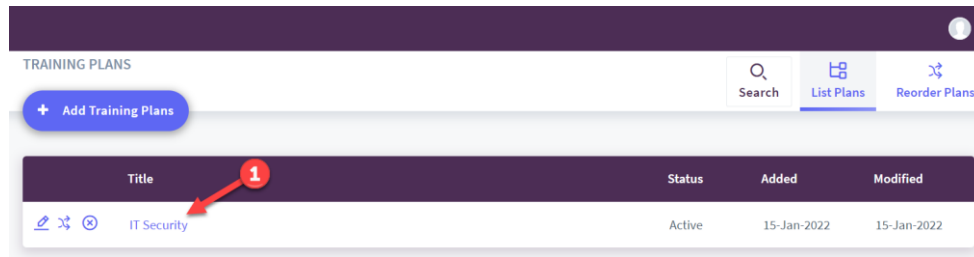 TRAINING PLANS
+ Add Training Plans
Search
List Plans
Reorder Plans
Title Status Added Modified
1
IT Security Active 15-Jan-2022 15-Jan-2022